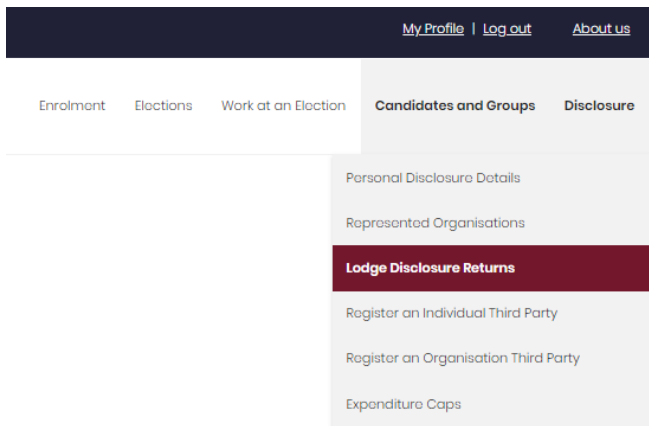 My Profile | Log out About us
Enrolment Elections Work at an Election Candidates and Groups Disclosure
Personal Disclosure Details
Represented Organisations
Lodge Disclosure Returns
Register an Individual Third Party
Register an Organisation Third Party
Expenditure Caps